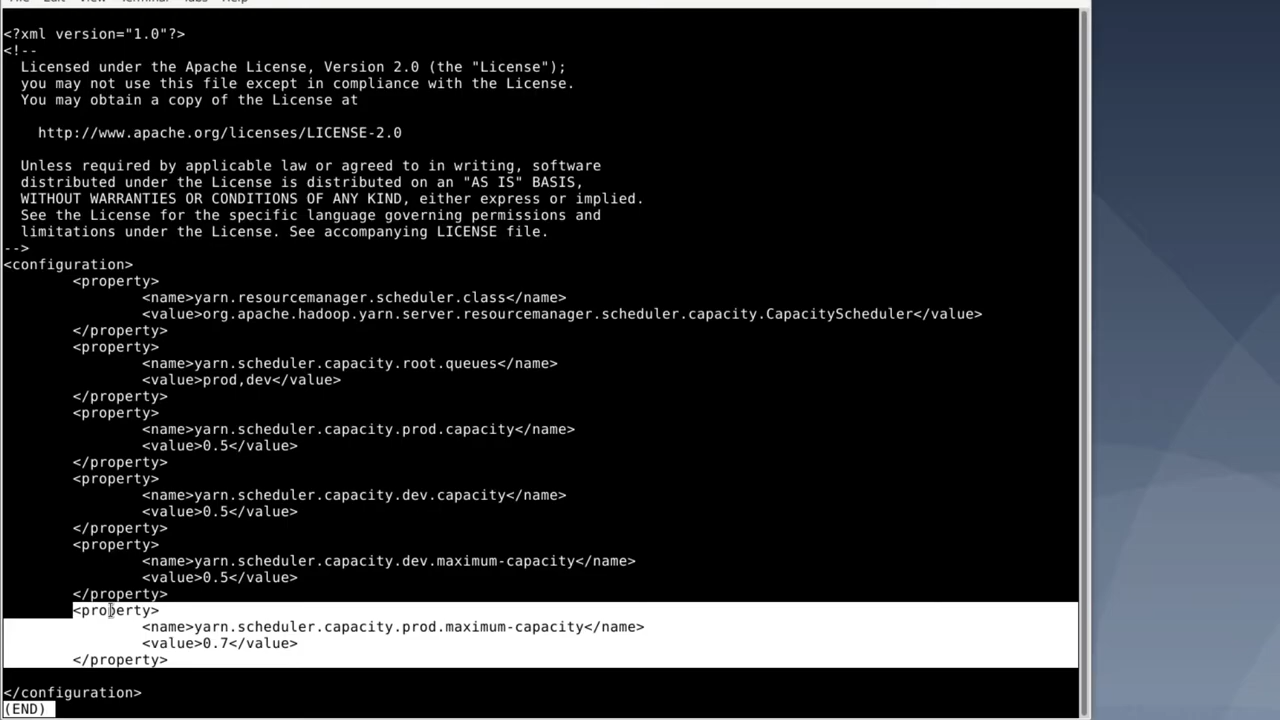 <?xml version="1.0"?>
<!--
Licensed under the Apache License, Version 2.0 (the "License");
you may not use this file except in compliance with the License.
You may obtain a copy of the License at
http://www.apache.org/licenses/LICENSE-2.0
Unless required by applicable law or agreed to in writing, software
distributed under the License is distributed on an "AS IS" BASIS,
WITHOUT WARRANTIES OR CONDITIONS OF ANY KIND, either express or implied.
See the License for the specific language governing permissions and
limitations under the License. See accompanying LICENSE file.
-->
<configuration>
<property>
<name>yarn.resourcemanager.scheduler.class</name>
<value>org.apache.hadoop.yarn.server.resourcemanager.scheduler.capacity.CapacityScheduler</value>
</property>
<property>
<name>yarn.scheduler.capacity.root.queues</name>
<value>prod,dev</value>
</property>
<property>
<name>yarn.scheduler.capacity.prod.capacity</name>
<value>0.5</value>
</property>
<property>
<name>yarn.scheduler.capacity.dev.capacity</name>
<value>0.5</value>
</property>
<property>
<name>yarn.scheduler.capacity.dev.maximum-capacity</name>
<value>0.5</value>
</property>
<property>
<name>yarn.scheduler.capacity.prod.maximum-capacity</name>
<value>0.7</value>
</property>
</configuration>
(END)